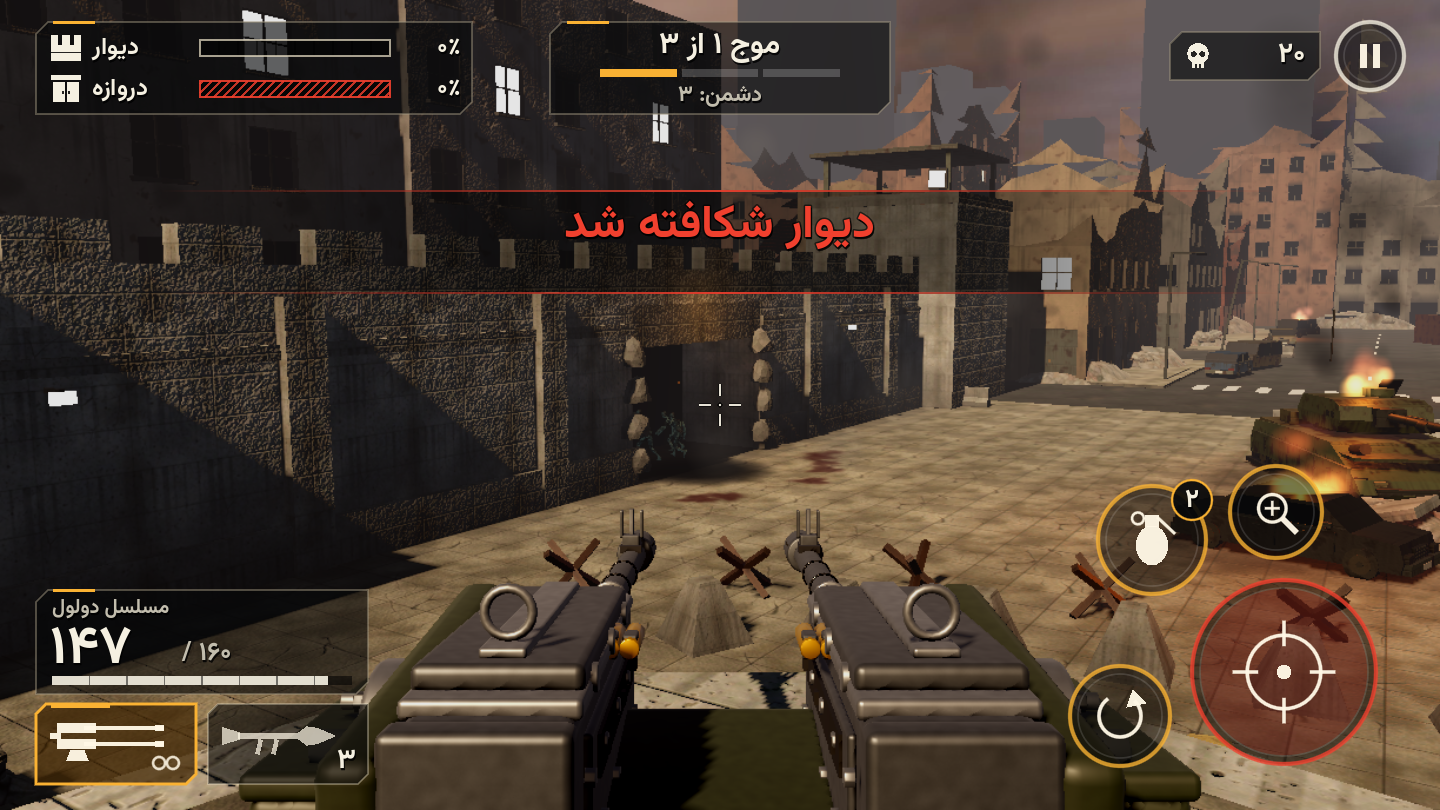 دیوار ۰٪
دروازه ۰٪
موج ۱ از ۳
دشمن: ۳
۲۰
دیوار شکافته شد
۲
مسلسل دولول
۱۴۷ / ۱۶۰
∞
۳